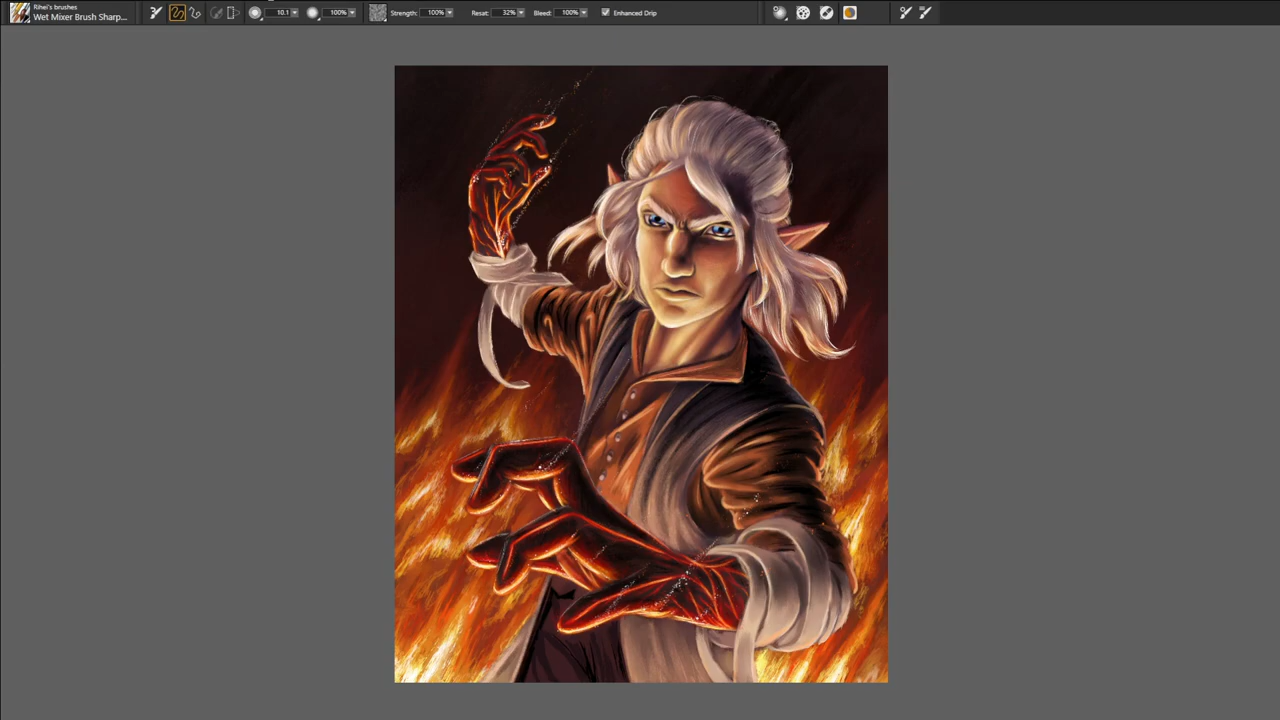 Rihei's brushes
Wet Mixer Brush Sharp...
10.1
100%
Strength: 100%
Resat: 32%
Bleed: 100%
Enhanced Drip